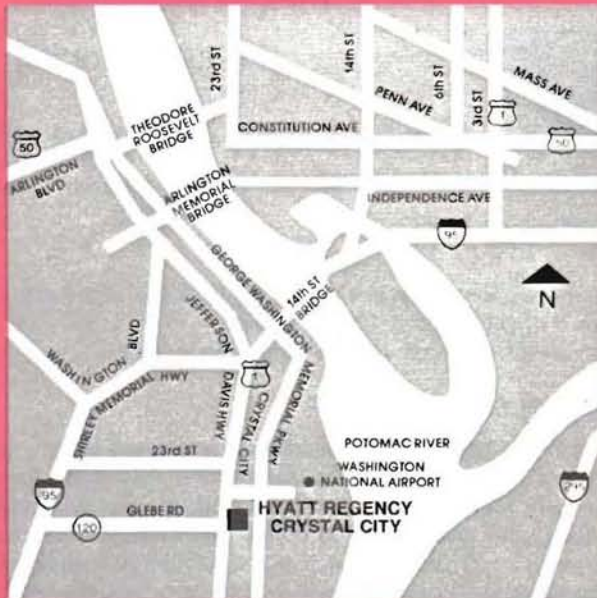 23rd ST
14th ST
6th ST
3rd ST
MASS AVE
PENN AVE
1
THEODORE
ROOSEVELT
BRIDGE
CONSTITUTION AVE
50
50
ARLINGTON
BLVD
ARLINGTON
MEMORIAL
BRIDGE
INDEPENDENCE AVE
95
GEORGE WASHINGTON
MEMORIAL PKWY
14th ST
BRIDGE
N
JEFFERSON
DAVIS HWY
WASHINGTON
BLVD
SHIRLEY MEMORIAL HWY
1
CRYSTAL CITY
23rd ST
POTOMAC RIVER
WASHINGTON
NATIONAL AIRPORT
95
295
GLEBE RD
120
HYATT REGENCY
CRYSTAL CITY